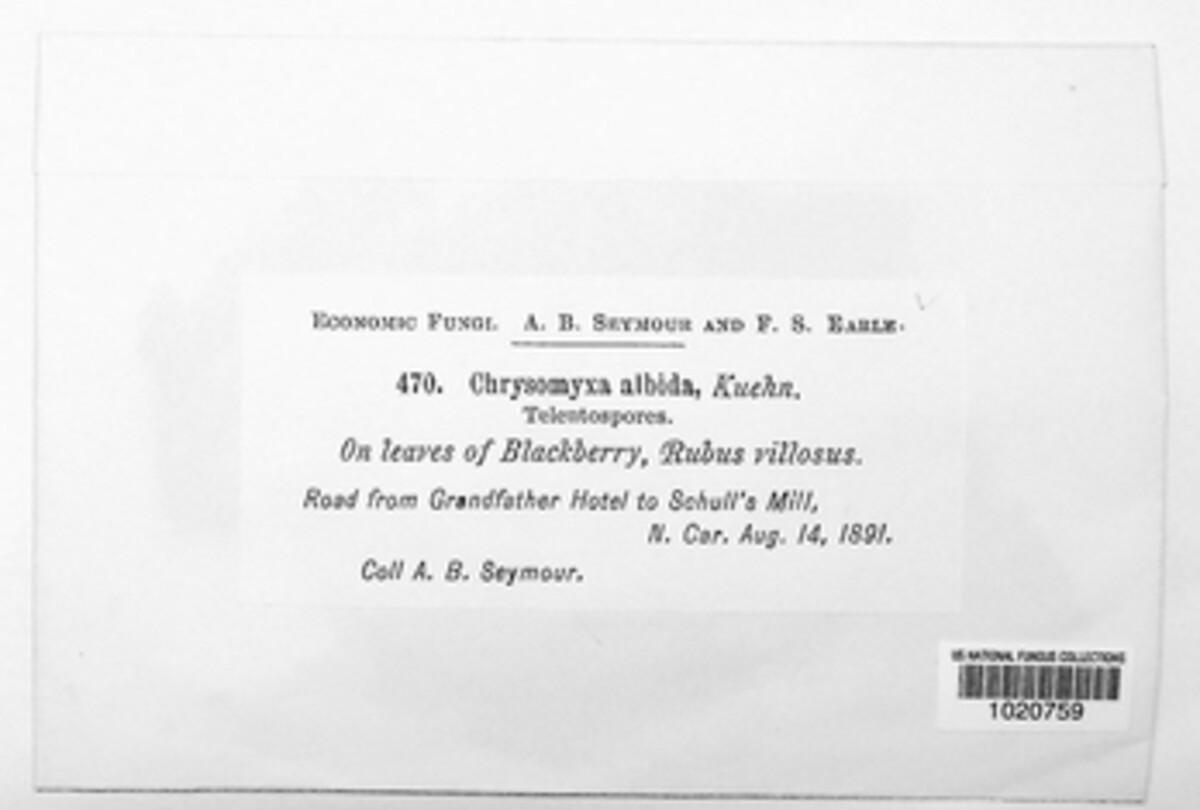 Economic Fungi. A. B. Seymour and F. S. Earle.
470. Chrysomyxa albida, Kuehn.
Teleutospores.
On leaves of Blackberry, Rubus villosus.
Road from Grandfather Hotel to Schull's Mill,
N. Car. Aug. 14, 1891.
Coll A. B. Seymour.
US NATIONAL FUNGUS COLLECTIONS
1020759